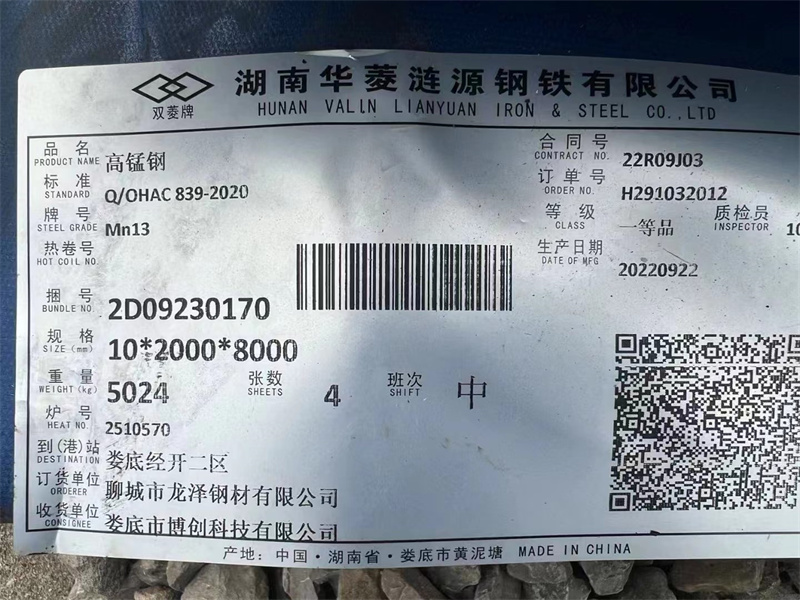 双菱牌
湖南华菱涟源钢铁有限公司
HUNAN VALIN LIANYUAN IRON & STEEL CO.,LTD
品名 高锰钢
PRODUCT NAME
标准 Q/OHAC 839-2020
STANDARD
牌号 Mn13
STEEL GRADE
热卷号
HOT COIL NO.
捆号 2D09230170
BUNDLE NO.
规格 10*2000*8000
SIZE (mm)
重量 5024 张数 4 班次 中
WEIGHT(kg) SHEETS SHIFT
炉号 2510570
HEAT NO.
到(港)站 娄底经开二区
DESTINATION
订货单位 聊城市龙泽钢材有限公司
ORDERER
收货单位 娄底市博创科技有限公司
CONSIGNEE
合同号 22R09J03
CONTRACT NO.
订单号 H291032012
ORDER NO.
等级 一等品 质检员 10
CLASS INSPECTOR
生产日期 20220922
DATE OF MFG
产地:中国·湖南省·娄底市黄泥塘 MADE IN CHINA